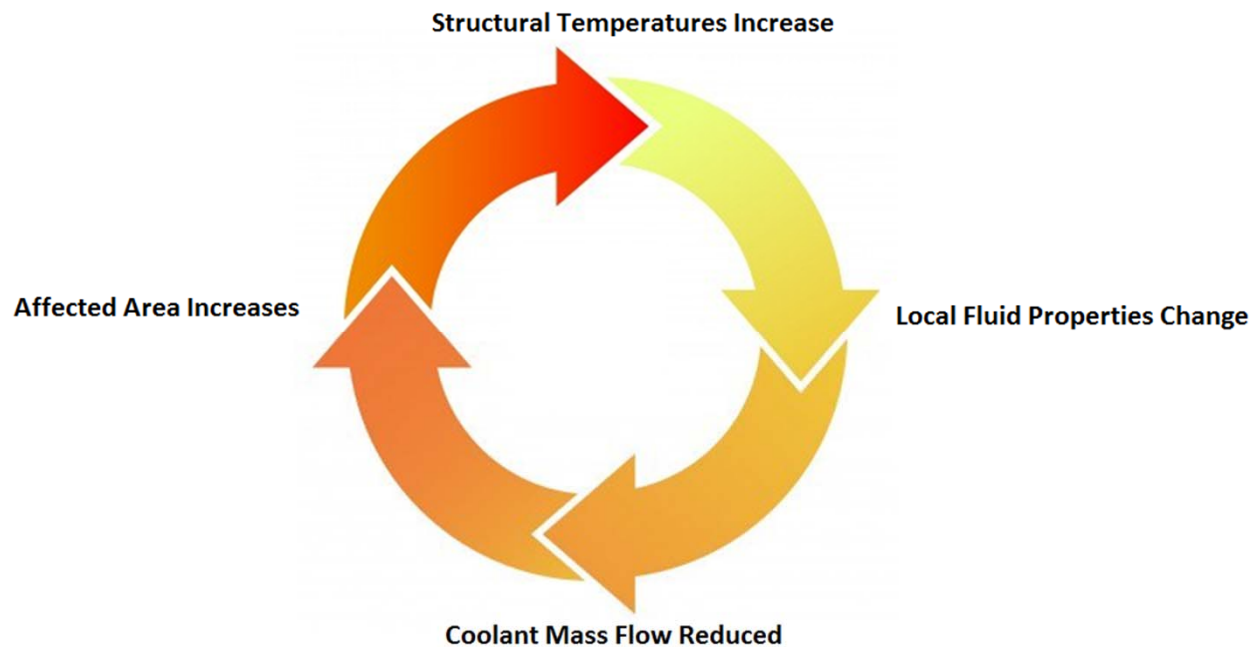 Structural Temperatures Increase
Affected Area Increases
Local Fluid Properties Change
Coolant Mass Flow Reduced